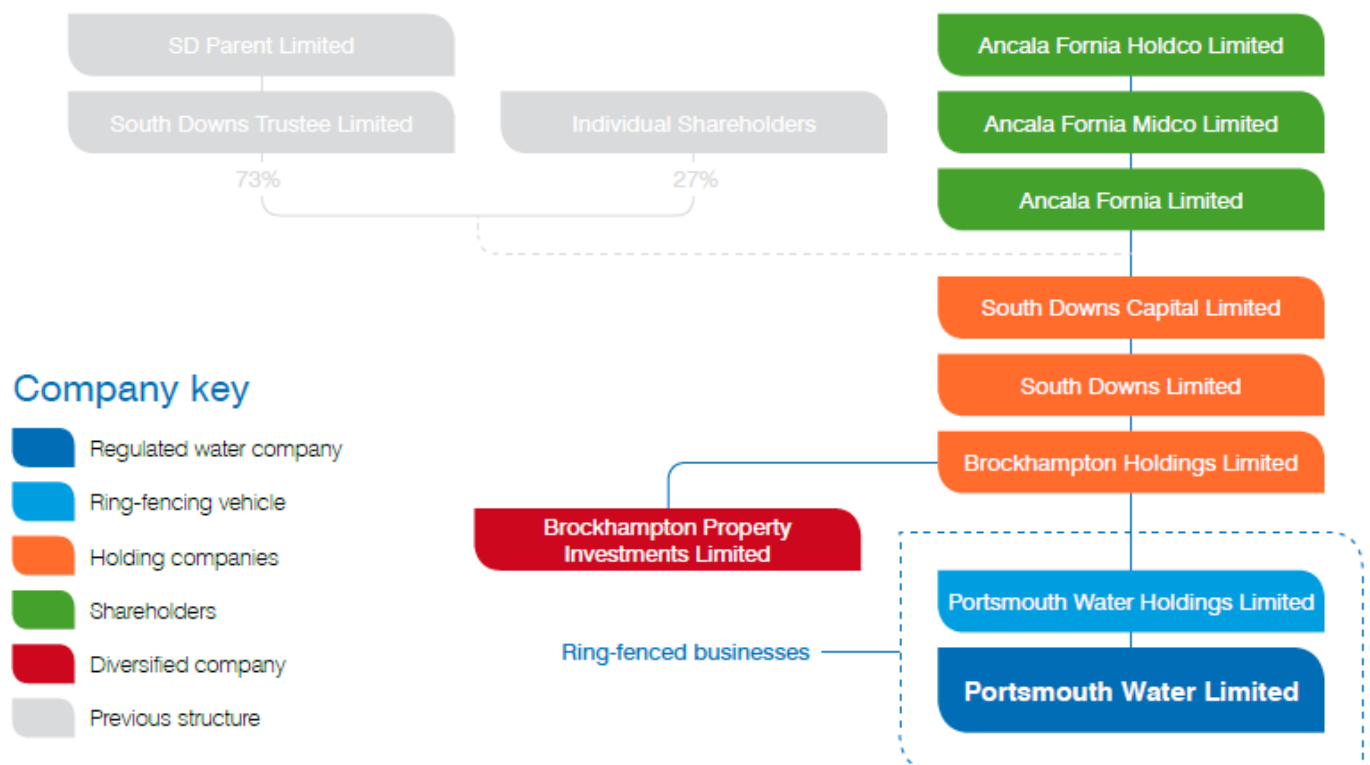 SD Parent Limited
Ancala Fornia Holdco Limited
South Downs Trustee Limited
Individual Shareholders
Ancala Fornia Midco Limited
73%
27%
Ancala Fornia Limited
South Downs Capital Limited
South Downs Limited
Brockhampton Holdings Limited
Company key
Regulated water company
Ring-fencing vehicle
Holding companies
Shareholders
Diversified company
Previous structure
Brockhampton Property
Investments Limited
Portsmouth Water Holdings Limited
Ring-fenced businesses
Portsmouth Water Limited